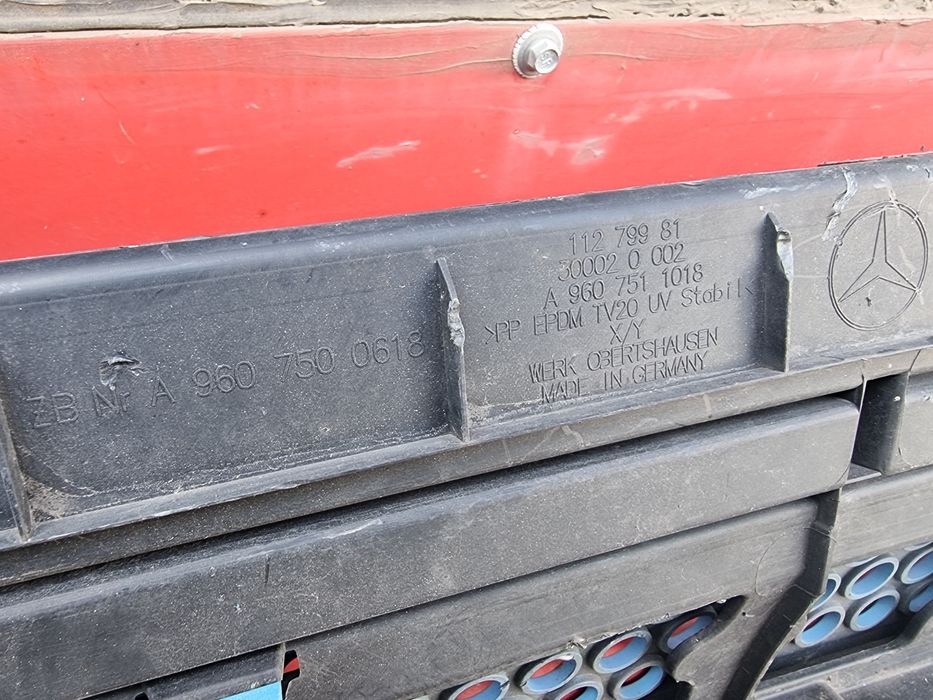 ZB Nr A 960 750 0618
112 799 81
30002 0 002
A 960 751 1018
>PP EPDM TV20 UV Stabil<
X/Y
WERK OBERTSHAUSEN
MADE IN GERMANY